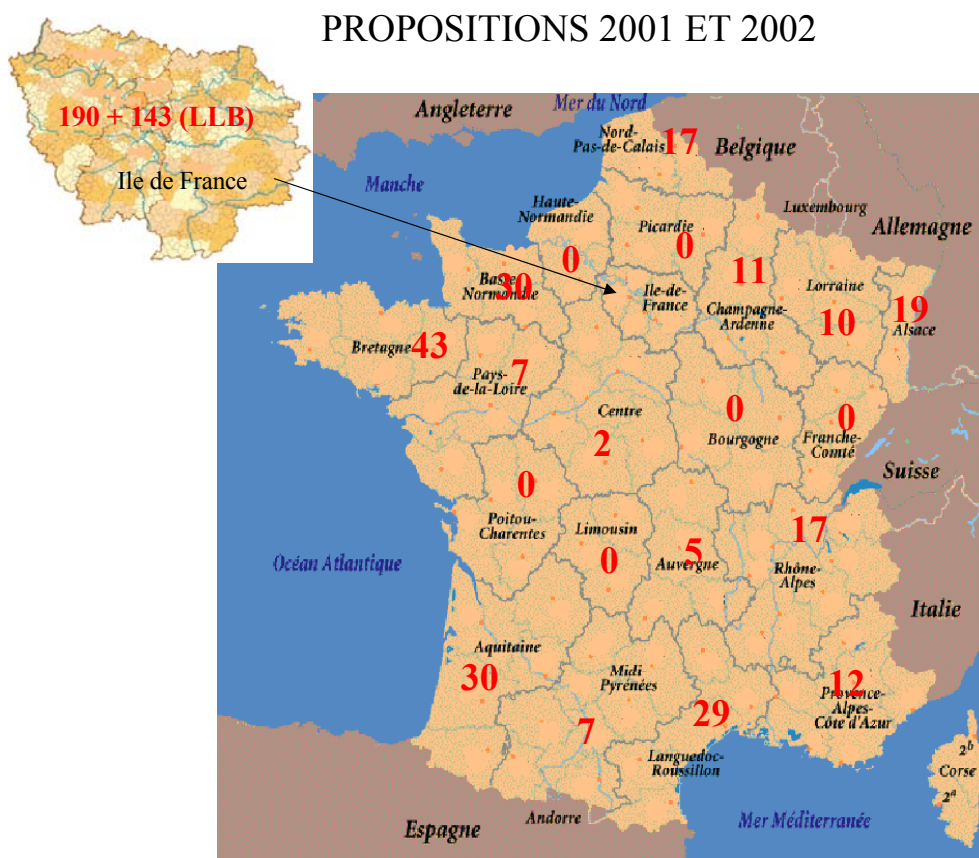 PROPOSITIONS 2001 ET 2002
190 + 143 (LLB)
Ile de France
Angleterre
Mer du Nord
Nord-
Pas-de-Calais
17
Belgique
Manche
Luxembourg
Allemagne
Haute-
Normandie
0
Picardie
0
11
Champagne-
Ardenne
Lorraine
10
19
Alsace
Basse
Normandie
30
Ile-de-
France
Bretagne
43
7
Pays-
de-la-Loire
Centre
2
0
Bourgogne
0
Franche-
Comté
Suisse
0
Poitou-
Charentes
Limousin
0
5
Auvergne
17
Rhône-
Alpes
Océan Atlantique
Italie
Aquitaine
30
Midi
Pyrénées
7
29
Languedoc-
Roussillon
12
Provence-
Alpes-
Côte d'Azur
2b
Corse
2a
Espagne
Andorre
Mer Méditerranée